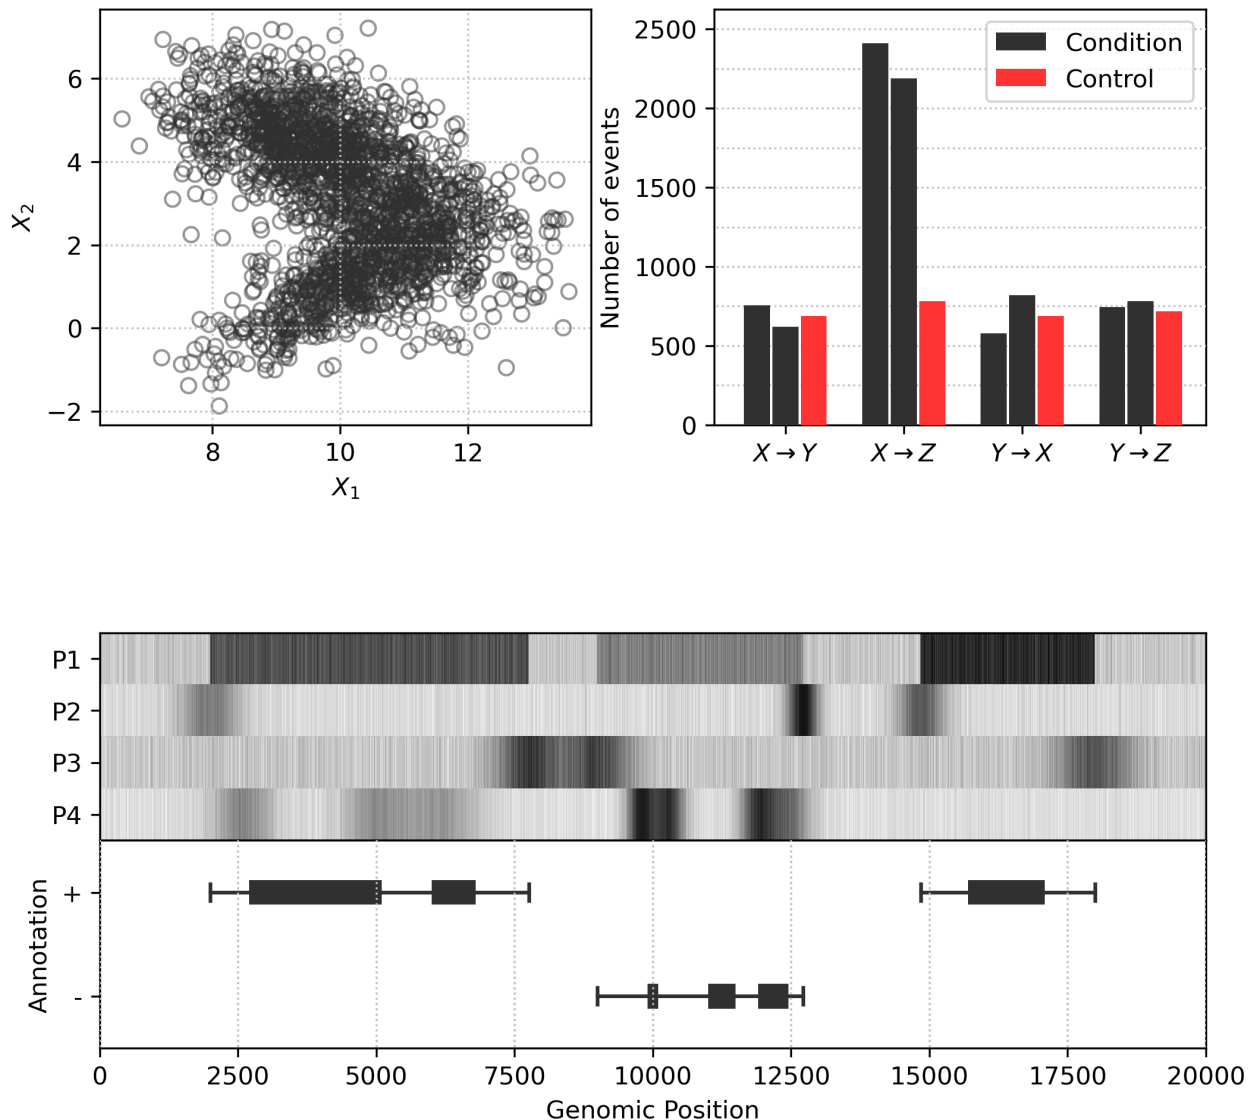 X₂
6
4
2
0
−2
8 10 12
X₁
Number of events
2500
2000
1500
1000
500
0
Condition
Control
X→Y X→Z Y→X Y→Z
P1
P2
P3
P4
Annotation
+
-
0 2500 5000 7500 10000 12500 15000 17500 20000
Genomic Position